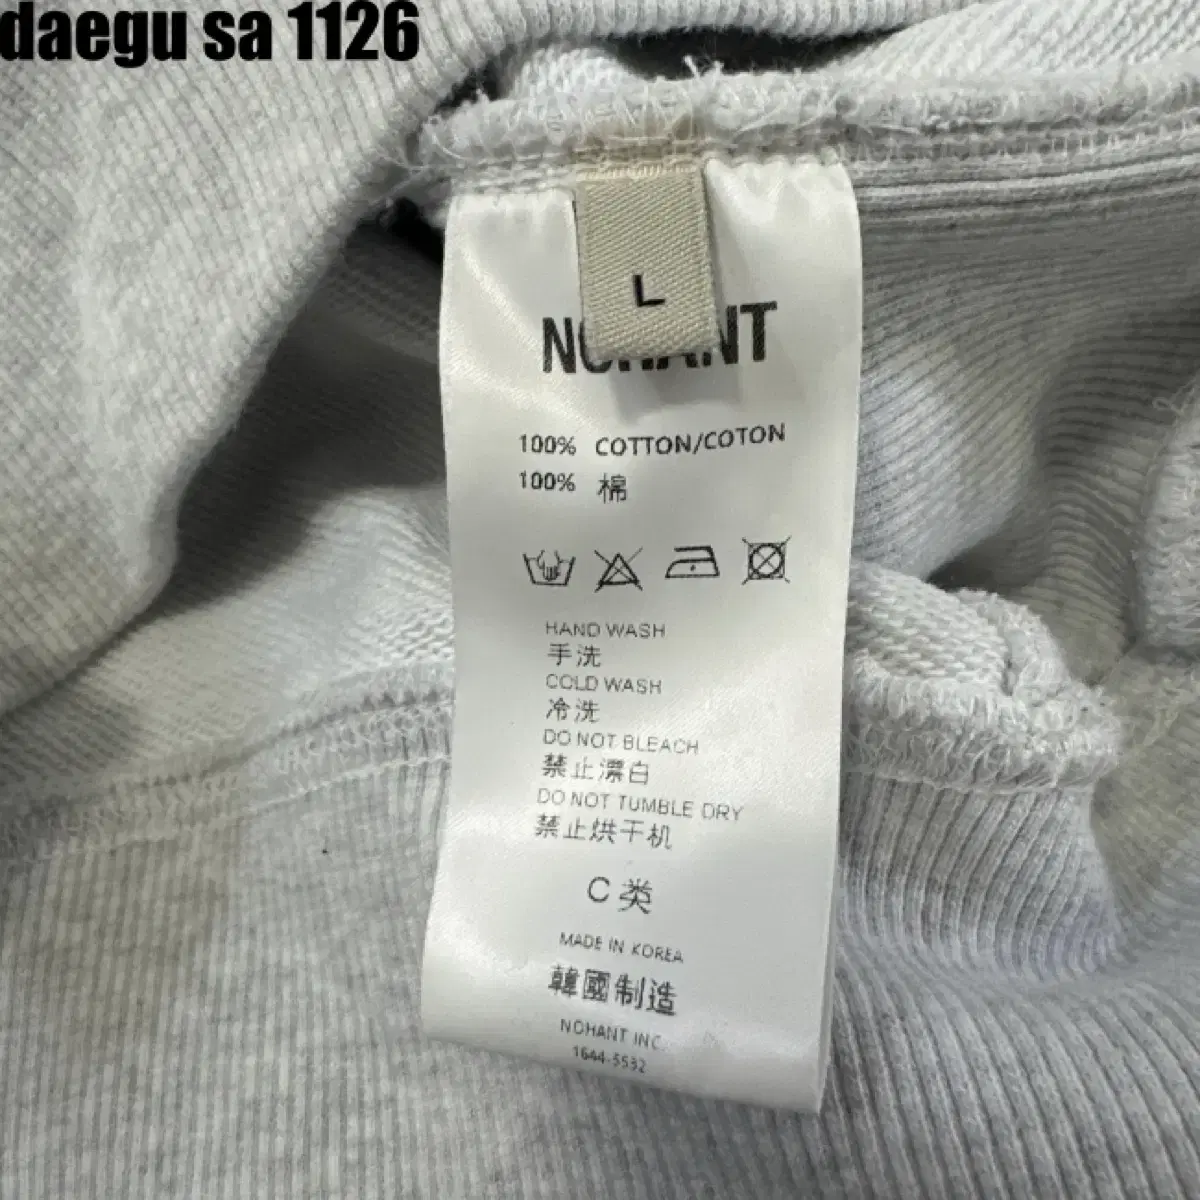 daegu sa 1126
L
NOHANT
100% COTTON/COTON
100% 棉
HAND WASH
手洗
COLD WASH
冷洗
DO NOT BLEACH
禁止漂白
DO NOT TUMBLE DRY
禁止烘干机
C类
MADE IN KOREA
韓國制造
NOHANT INC.
1644-5532